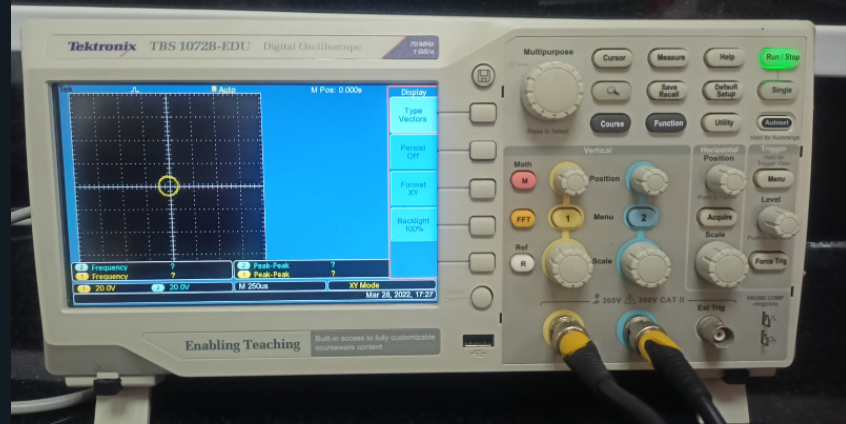 Tektronix TBS 1072B-EDU Digital Oscilloscope 70 MHz
1 GS/s
Tek Auto M Pos: 0.000s Display
Type
Vectors
Persist
Off
Format
XY
Backlight
100%
2 Frequency ? 2 Peak-Peak ?
1 Frequency ? 1 Peak-Peak ?
1 20.0V 2 20.0V M 250us XY Mode
Mar 28, 2022, 17:27
Enabling Teaching
Built-in access to fully customizable
courseware content
Multipurpose
Push to Select
Cursor
Measure
Help
Run / Stop
Save
Recall
Default
Setup
Single
Course
Function
Utility
Autoset
Hold for Autorange
Vertical
Horizontal
Trigger
Math
M
Position
Position
Hold for
Trigger View
Menu
FFT
1
Menu
2
Acquire
Level
Ref
R
Scale
Scale
Force Trig
300V 300V CAT II
Ext Trig
PROBE COMP